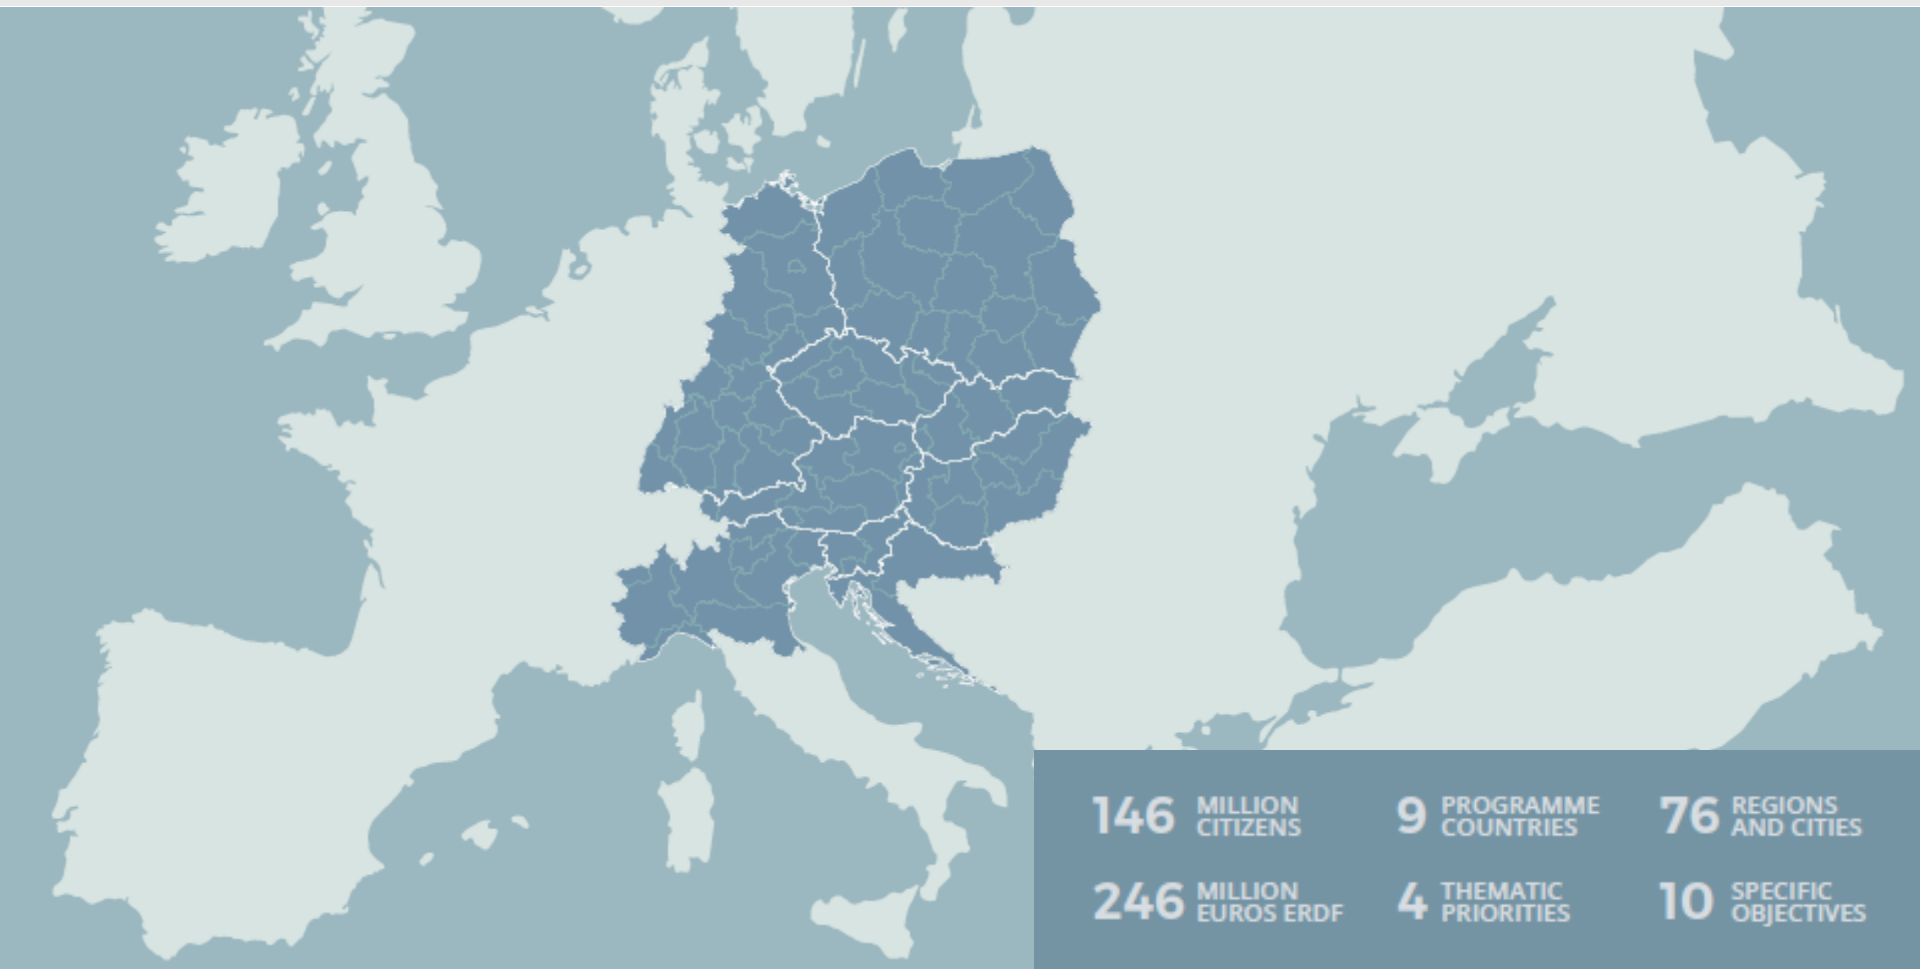 146 MILLION CITIZENS
9 PROGRAMME COUNTRIES
76 REGIONS AND CITIES
246 MILLION EUROS ERDF
4 THEMATIC PRIORITIES
10 SPECIFIC OBJECTIVES